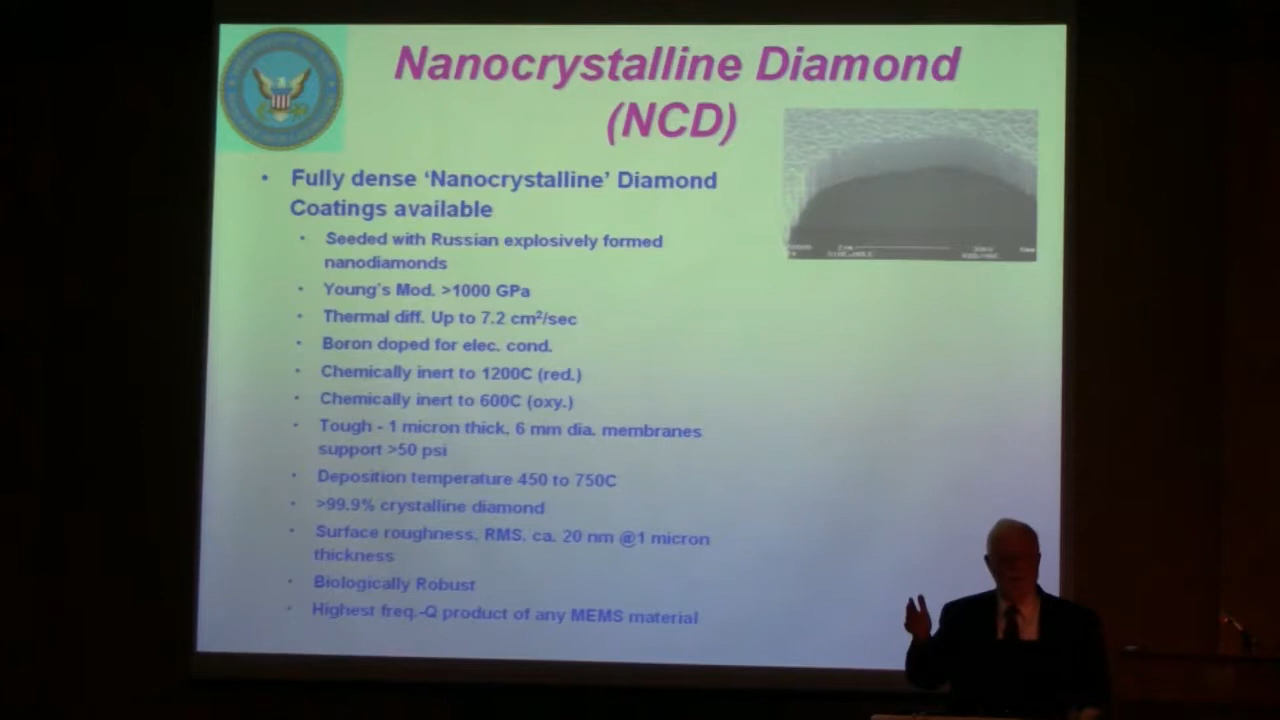 Nanocrystalline Diamond
(NCD)
• Fully dense ‘Nanocrystalline’ Diamond
Coatings available
• Seeded with Russian explosively formed
nanodiamonds
• Young's Mod. >1000 GPa
• Thermal diff. Up to 7.2 cm²/sec
• Boron doped for elec. cond.
• Chemically inert to 1200C (red.)
• Chemically inert to 600C (oxy.)
• Tough - 1 micron thick, 6 mm dia. membranes
support >50 psi
• Deposition temperature 450 to 750C
• >99.9% crystalline diamond
• Surface roughness, RMS, ca. 20 nm @1 micron
thickness
• Biologically Robust
• Highest freq.-Q product of any MEMS material